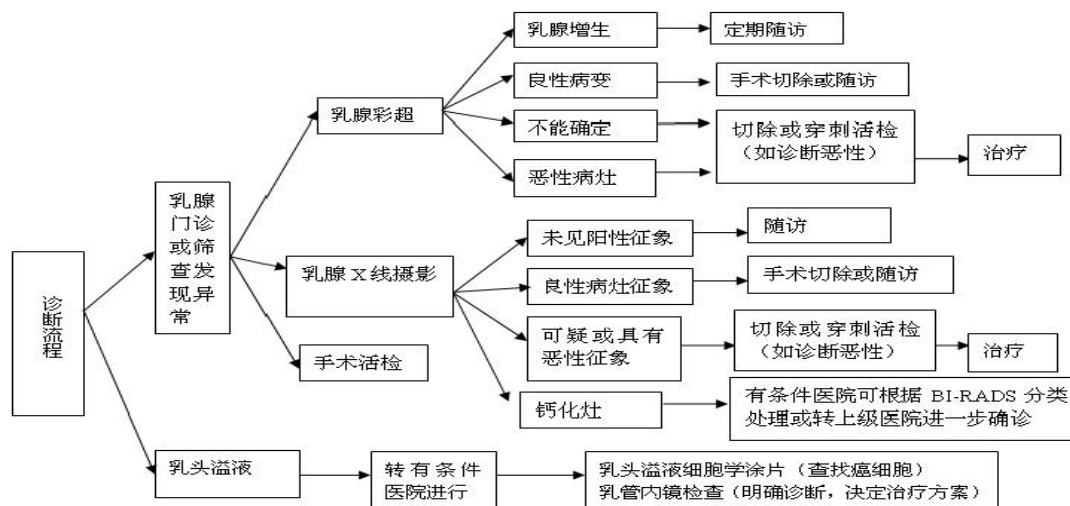 诊断流程
乳腺
门诊
或筛
查发
现异
常
乳腺彩超
乳腺增生
定期随访
良性病变
手术切除或随访
不能确定
恶性病灶
切除或穿刺活检
（如诊断恶性）
治疗
乳腺 X 线摄影
未见阳性征象
随访
良性病灶征象
手术切除或随访
可疑或具有
恶性征象
切除或穿刺活检
（如诊断恶性）
治疗
钙化灶
有条件医院可根据 BI-RADS 分类
处理或转上级医院进一步确诊
手术活检
乳头溢液
转有条件
医院进行
乳头溢液细胞学涂片（查找癌细胞）
乳管内镜检查（明确诊断，决定治疗方案）